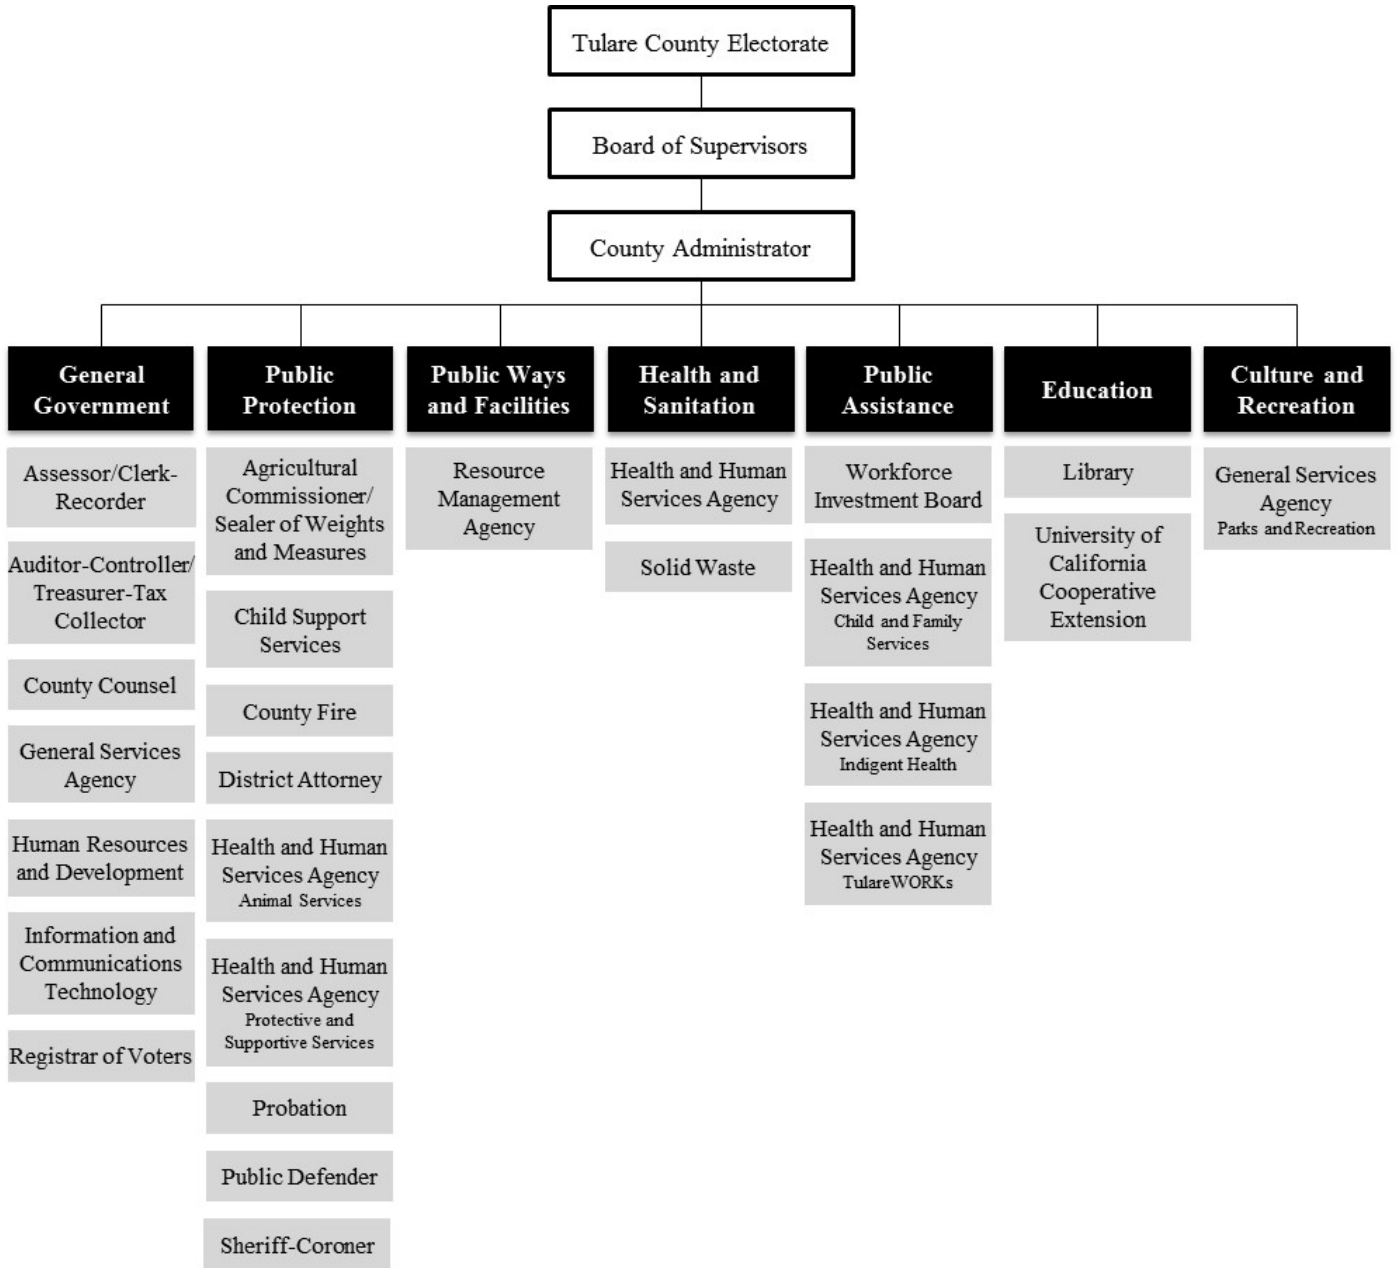 Tulare County Electorate
Board of Supervisors
County Administrator
General
Government
Assessor/Clerk-
Recorder
Auditor-Controller/
Treasurer-Tax
Collector
County Counsel
General Services
Agency
Human Resources
and Development
Information and
Communications
Technology
Registrar of Voters
Public
Protection
Agricultural
Commissioner/
Sealer of Weights
and Measures
Child Support
Services
County Fire
District Attorney
Health and Human
Services Agency
Animal Services
Health and Human
Services Agency
Protective and
Supportive Services
Probation
Public Defender
Sheriff-Coroner
Public Ways
and Facilities
Resource
Management
Agency
Health and
Sanitation
Health and Human
Services Agency
Solid Waste
Public
Assistance
Workforce
Investment Board
Health and Human
Services Agency
Child and Family
Services
Health and Human
Services Agency
Indigent Health
Health and Human
Services Agency
TulareWORKs
Education
Library
University of
California
Cooperative
Extension
Culture and
Recreation
General Services
Agency
Parks and Recreation